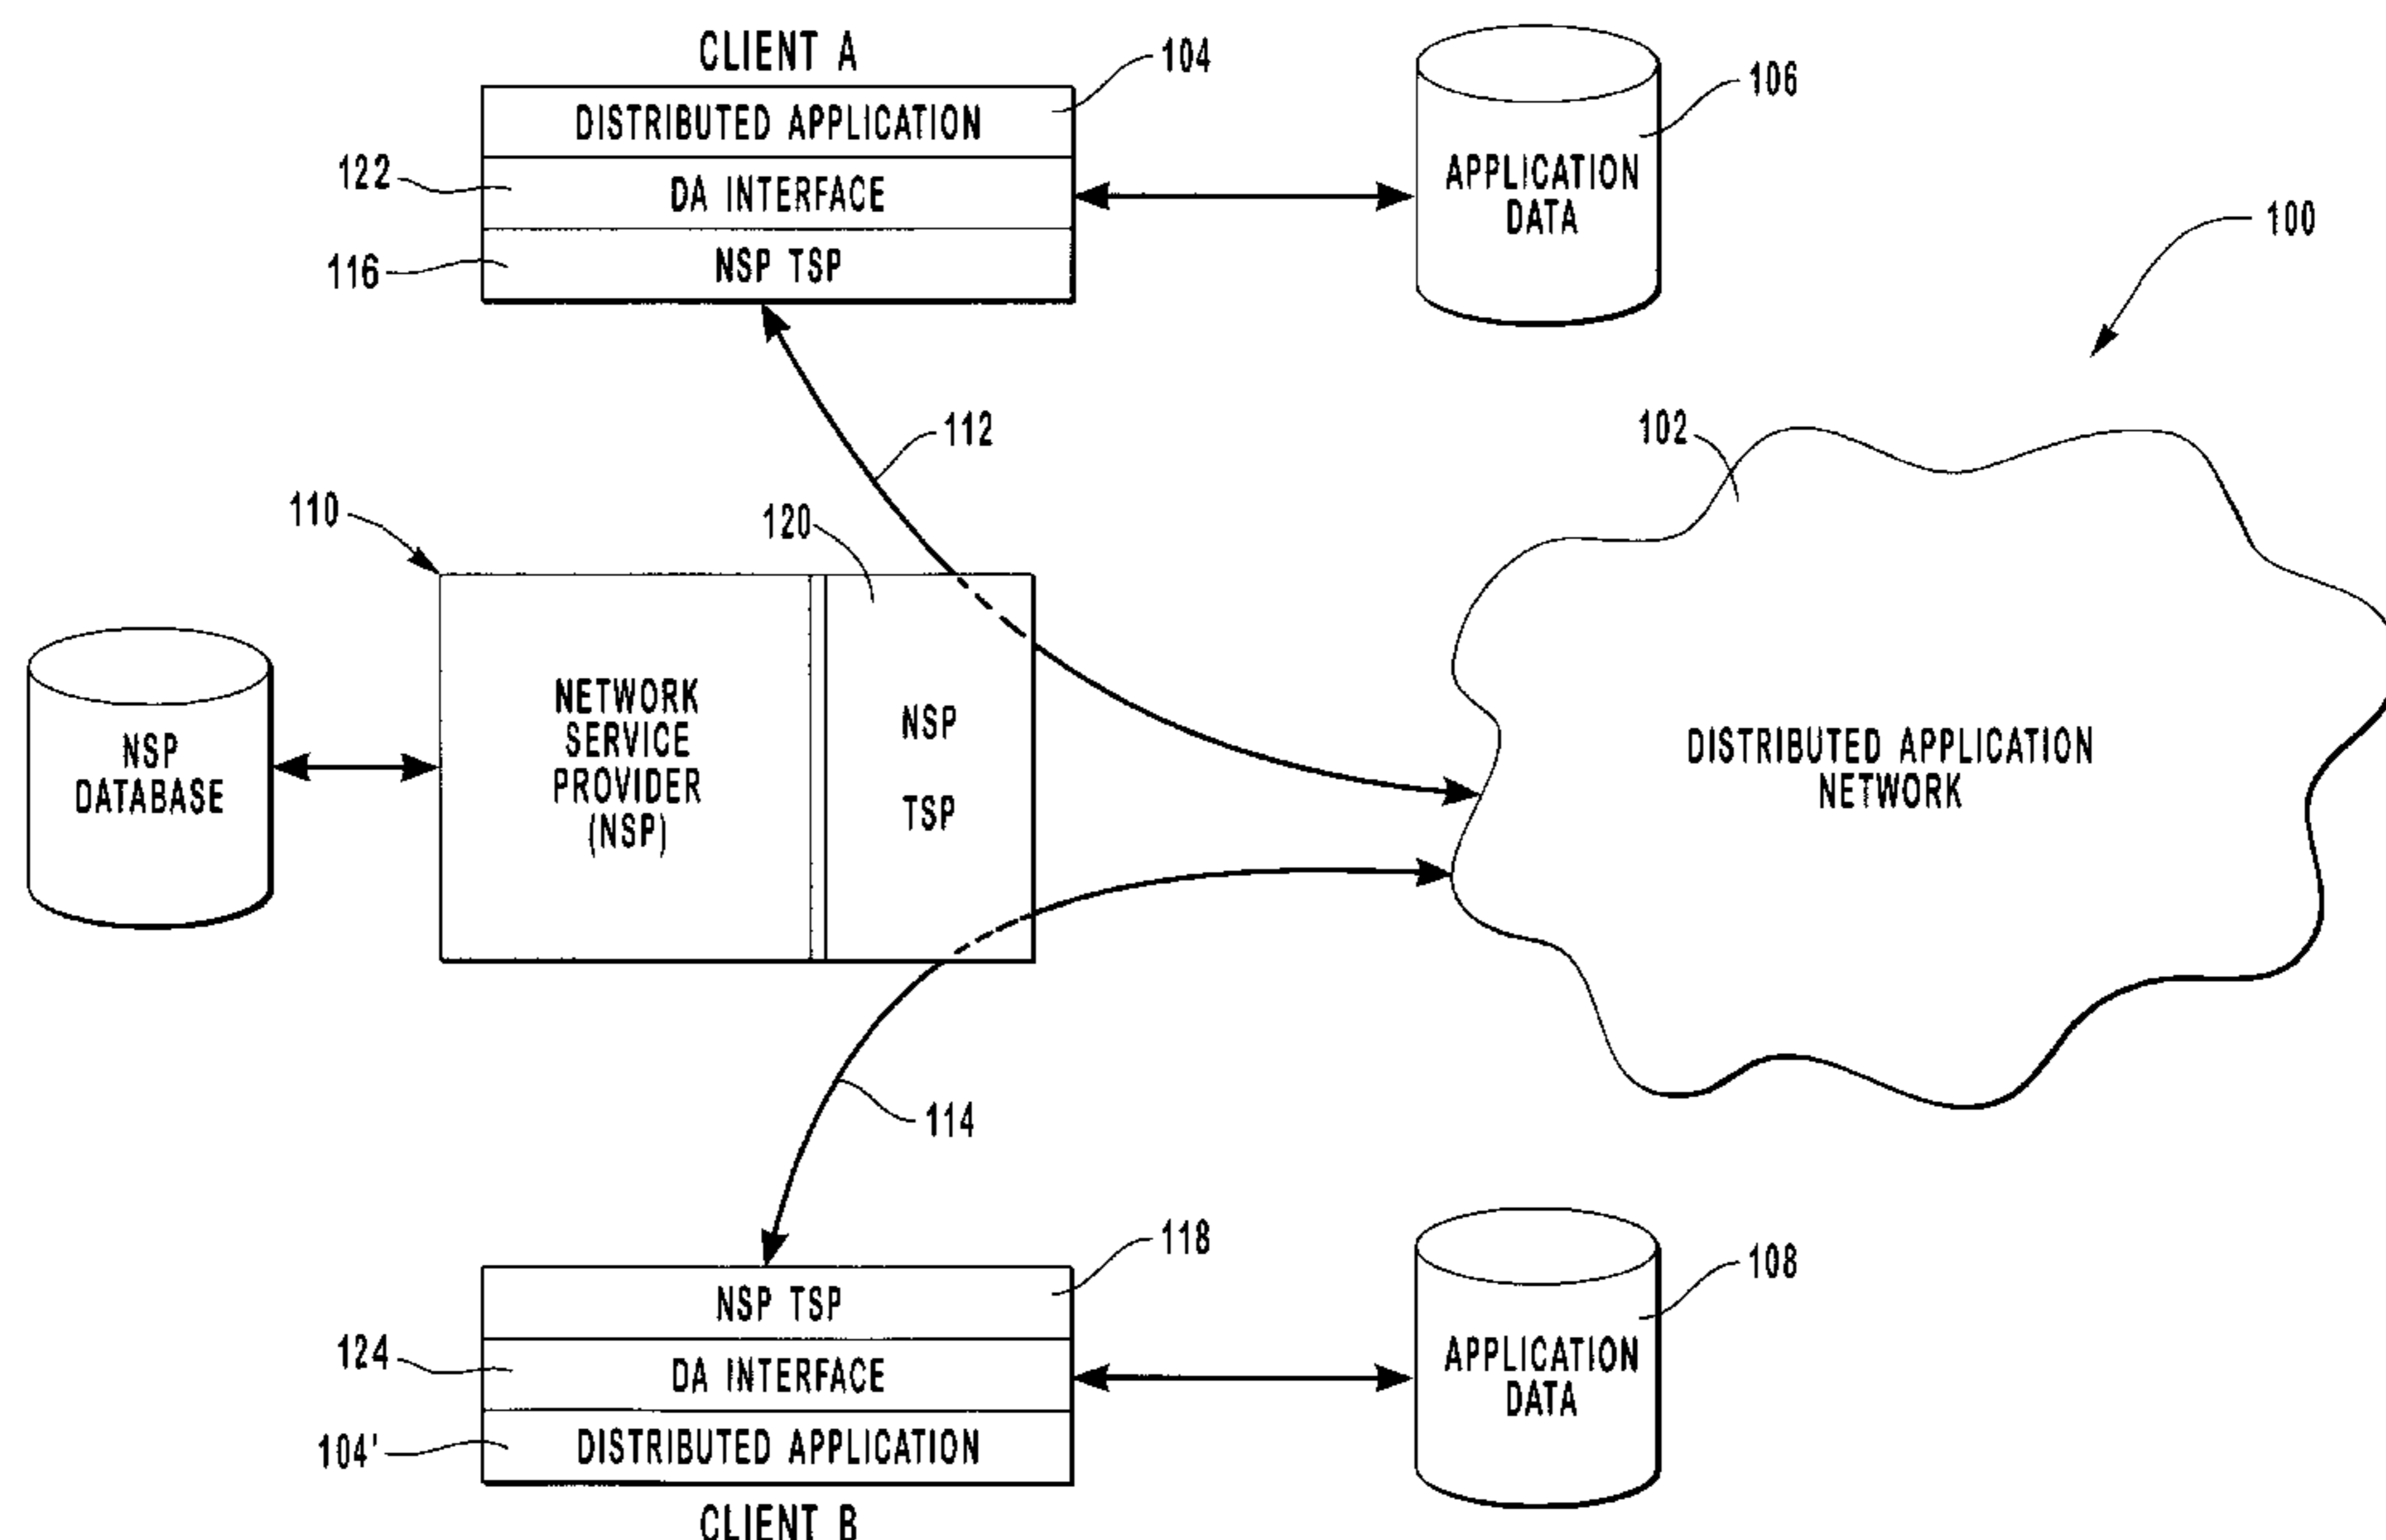 CLIENT A
104
DISTRIBUTED APPLICATION
122
DA INTERFACE
116
NSP TSP
106
APPLICATION
DATA
100
112
102
110
120
NSP
DATABASE
NETWORK
SERVICE
PROVIDER
(NSP)
NSP
TSP
DISTRIBUTED APPLICATION
NETWORK
114
118
NSP TSP
124
DA INTERFACE
104'
DISTRIBUTED APPLICATION
CLIENT B
108
APPLICATION
DATA